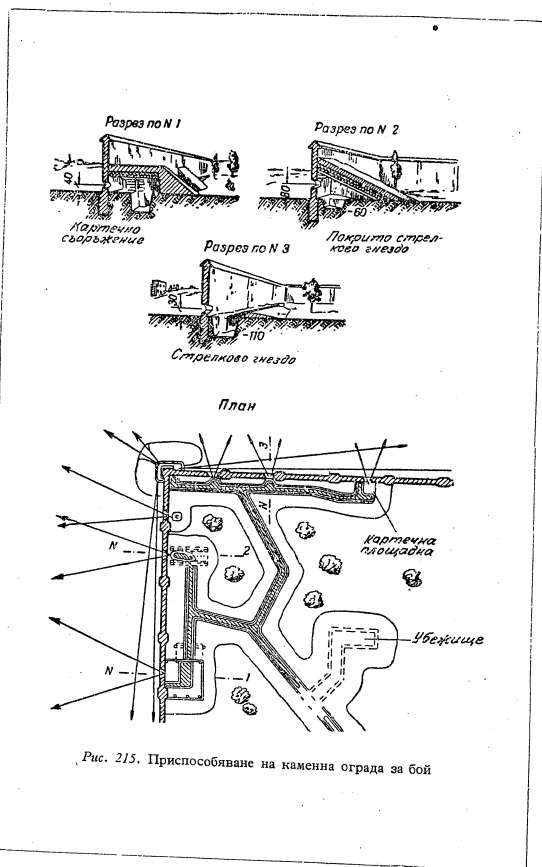 Разрез по N 1
Разрез по N 2
40
80
-60
Картечно
съоръжение
Покрито стрел-
ково гнездо
Разрез по N 3
30
-110
Стрелково гнездо
План
3
N
Картечна
площадка
N
2
Убежище
N
1
Рис. 215. Приспособяване на каменна ограда за бой